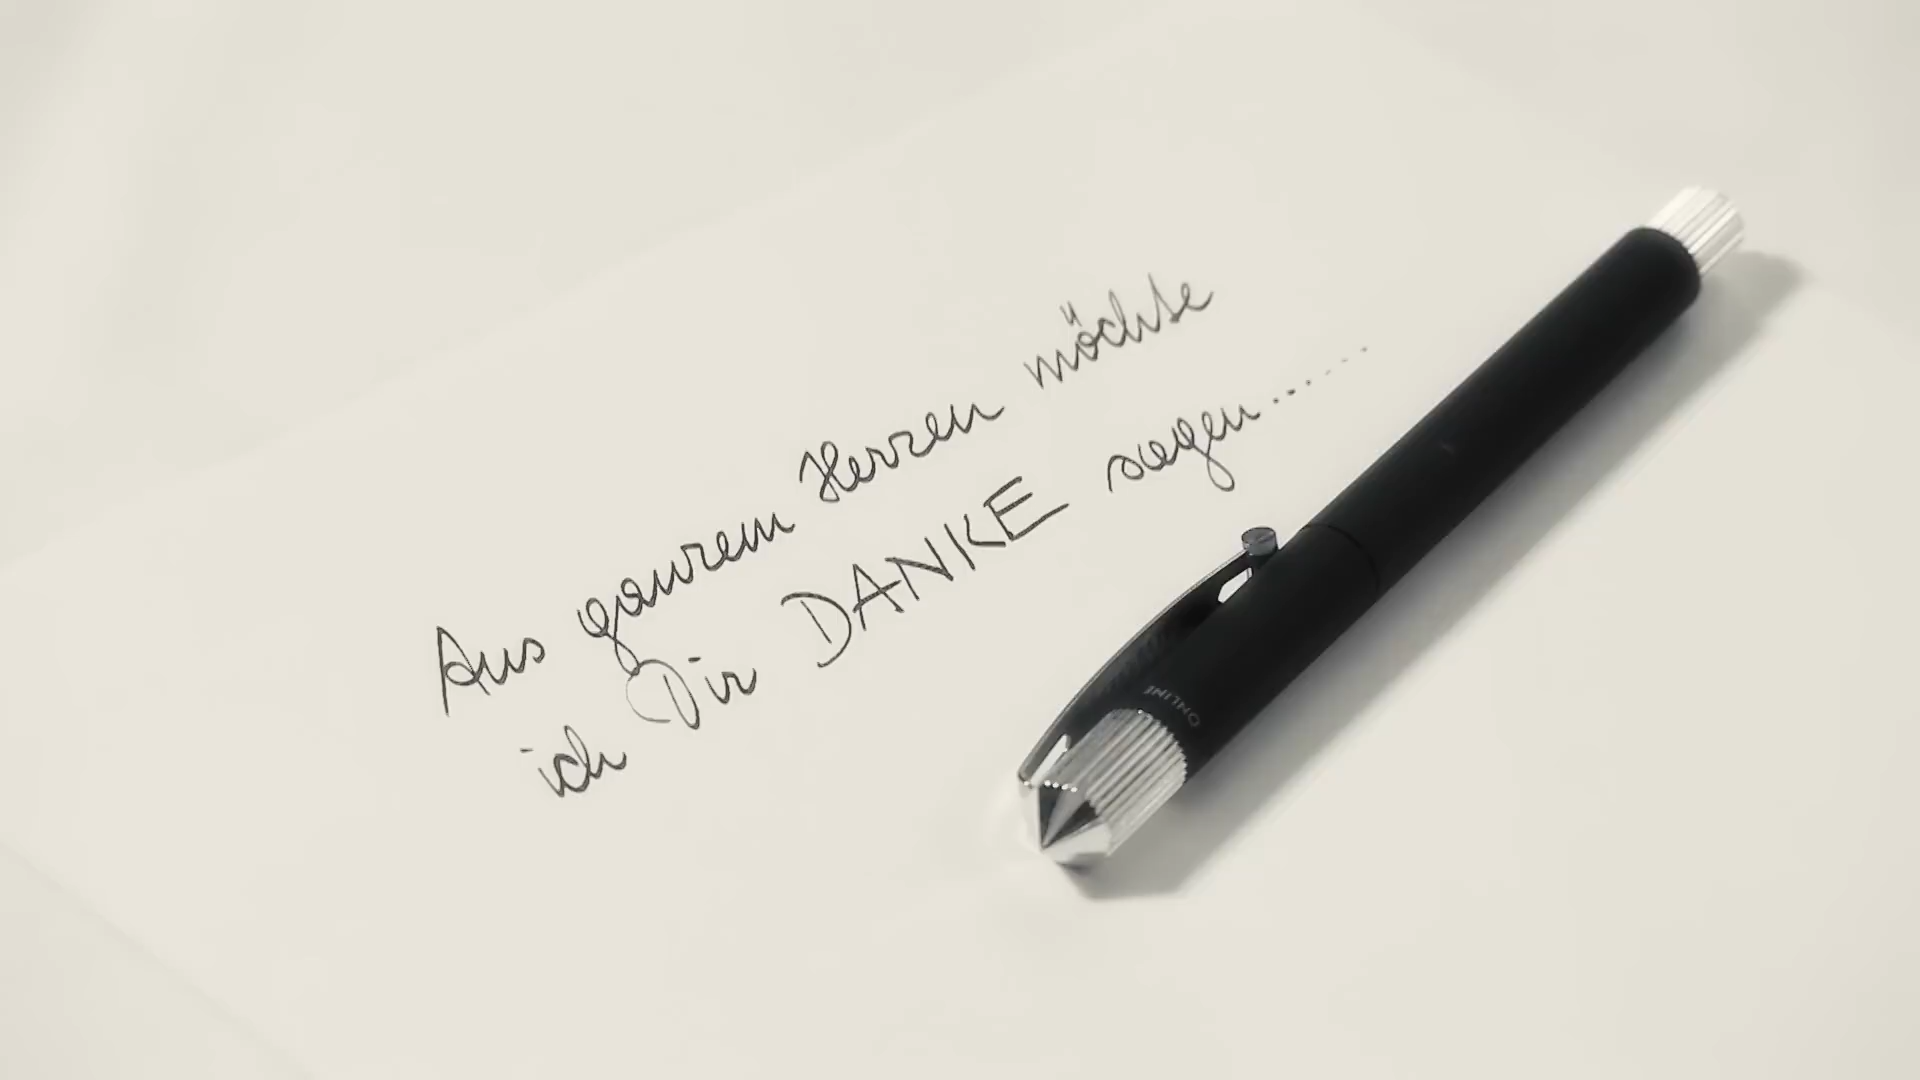 Aus ganzem Herzen möchte
ich Dir DANKE sagen.........
ONLINE